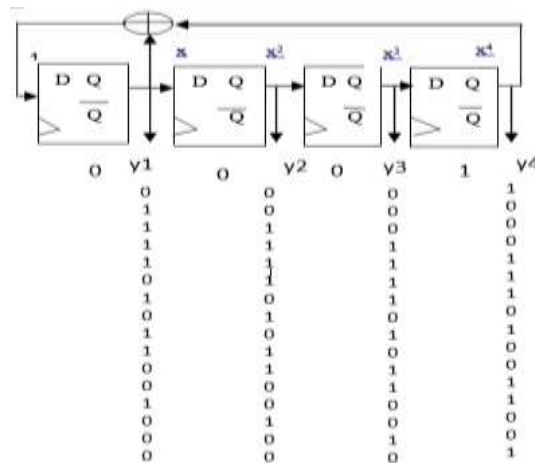 1 x x² x³ x⁴
D Q D Q D Q D Q
Q Q Q Q
0 y1 0 y2 0 y3 1 y4
0 0 0 1
1 0 0 0
1 1 0 0
1 1 1 0
1 1 1 1
0 1 1 1
1 0 1 1
0 1 0 1
1 0 1 0
1 1 0 1
0 1 1 0
0 0 1 1
1 0 0 1
0 1 0 0
0 0 1 0
0 0 0 1